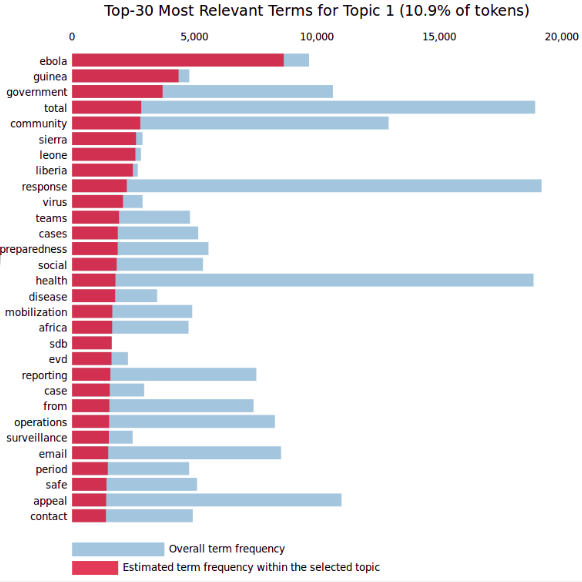 Top-30 Most Relevant Terms for Topic 1 (10.9% of tokens)
0 5,000 10,000 15,000 20,000
ebola
guinea
government
total
community
sierra
leone
liberia
response
virus
teams
cases
preparedness
social
health
disease
mobilization
africa
sdb
evd
reporting
case
from
operations
surveillance
email
period
safe
appeal
contact
Overall term frequency
Estimated term frequency within the selected topic